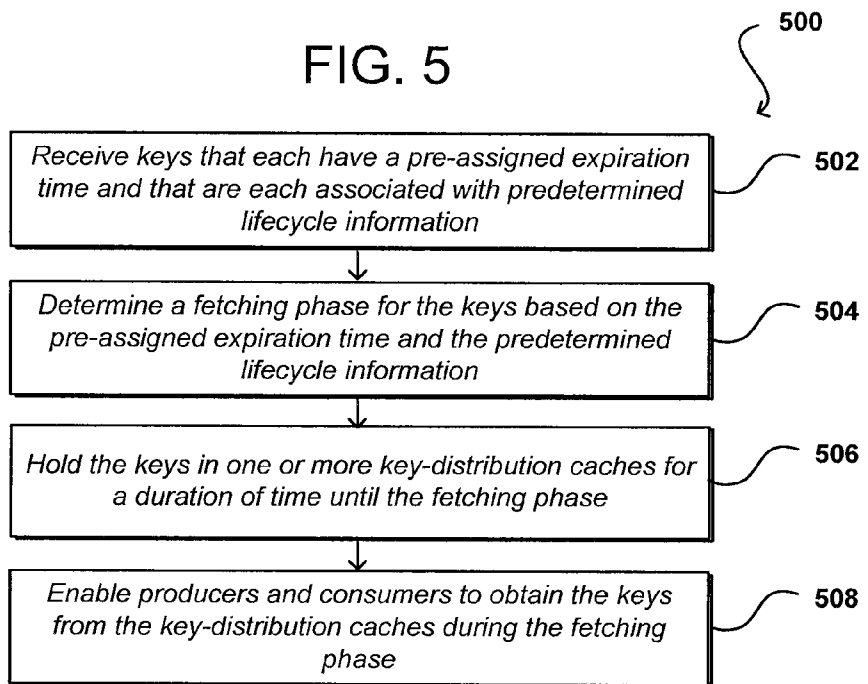 500
FIG. 5
Receive keys that each have a pre-assigned expiration
time and that are each associated with predetermined
lifecycle information
502
Determine a fetching phase for the keys based on the
pre-assigned expiration time and the predetermined
lifecycle information
504
Hold the keys in one or more key-distribution caches for
a duration of time until the fetching phase
506
Enable producers and consumers to obtain the keys
from the key-distribution caches during the fetching
phase
508